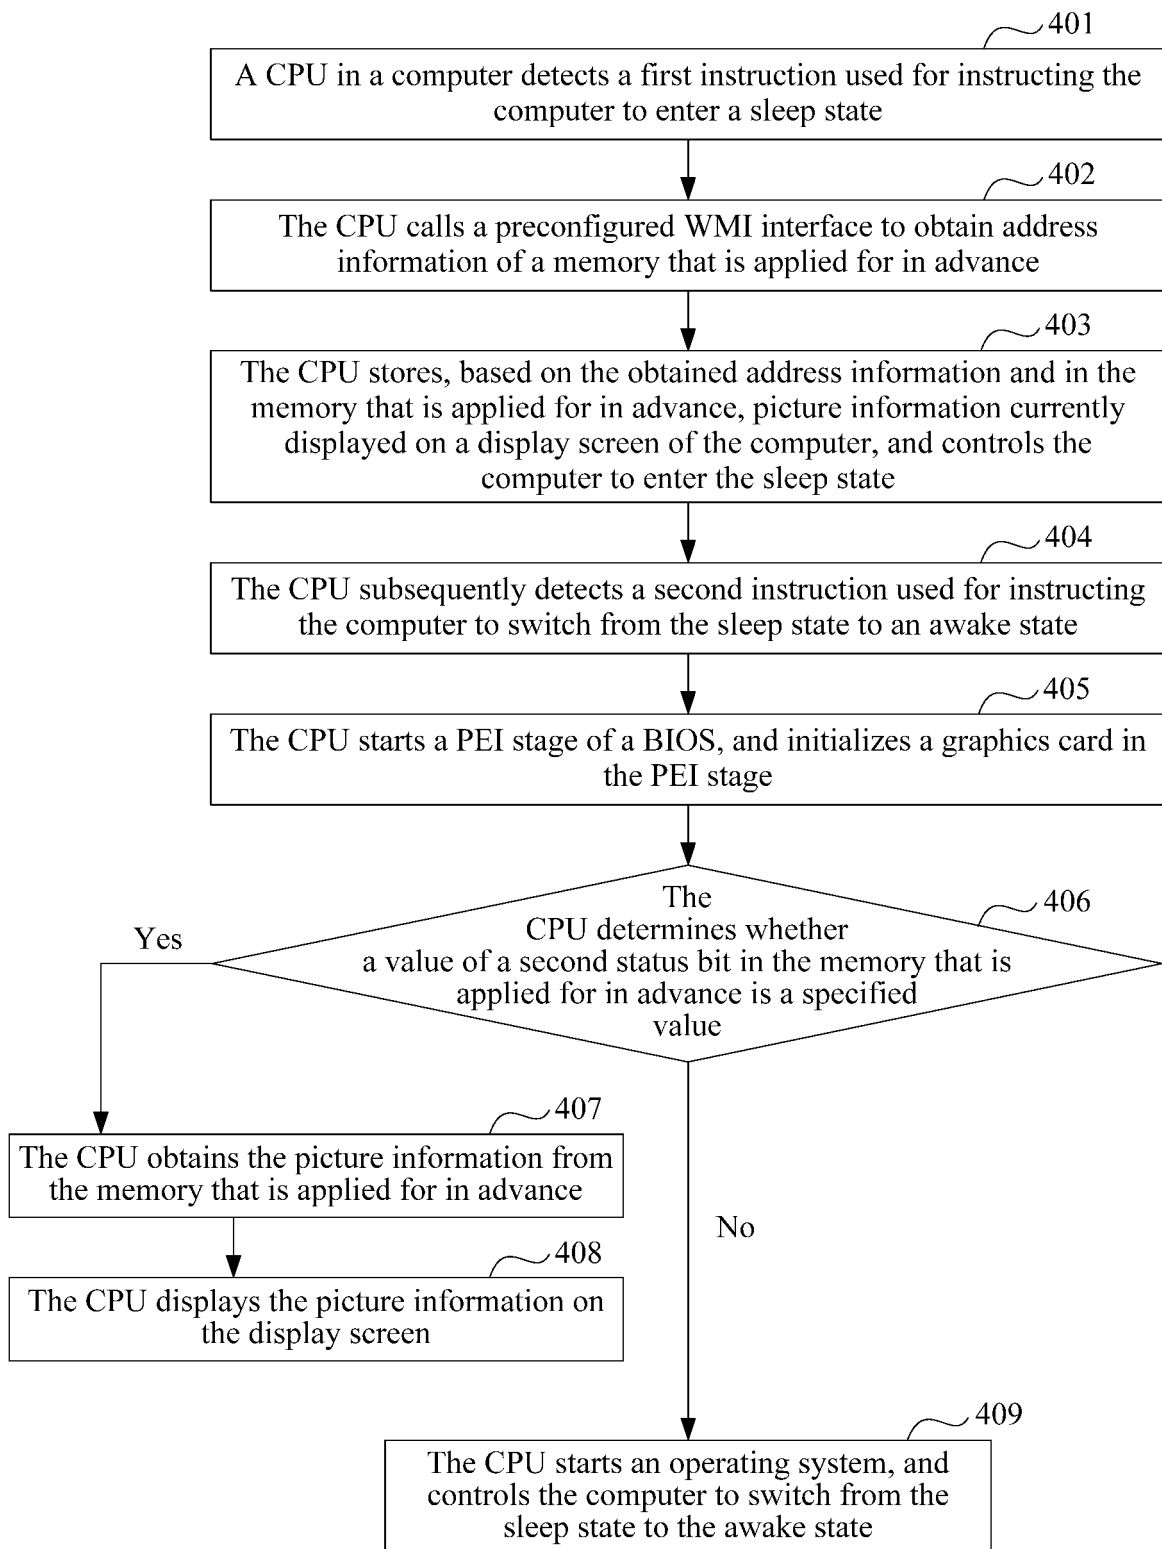 401
A CPU in a computer detects a first instruction used for instructing the
computer to enter a sleep state
402
The CPU calls a preconfigured WMI interface to obtain address
information of a memory that is applied for in advance
403
The CPU stores, based on the obtained address information and in the
memory that is applied for in advance, picture information currently
displayed on a display screen of the computer, and controls the
computer to enter the sleep state
404
The CPU subsequently detects a second instruction used for instructing
the computer to switch from the sleep state to an awake state
405
The CPU starts a PEI stage of a BIOS, and initializes a graphics card in
the PEI stage
406
The
CPU determines whether
a value of a second status bit in the memory that is
applied for in advance is a specified
value
Yes
407
The CPU obtains the picture information from
the memory that is applied for in advance
No
408
The CPU displays the picture information on
the display screen
409
The CPU starts an operating system, and
controls the computer to switch from the
sleep state to the awake state